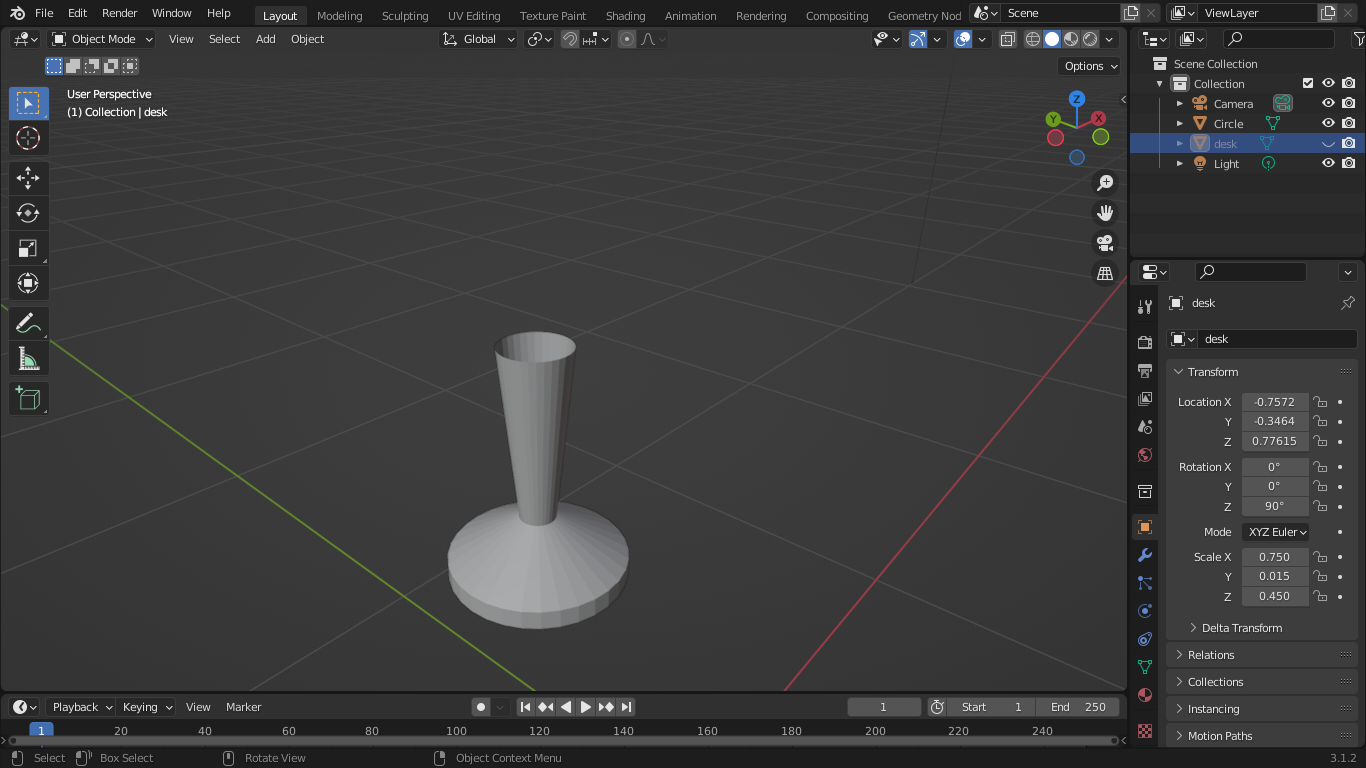 File Edit Render Window Help Layout Modeling Sculpting UV Editing Texture Paint Shading Animation Rendering Compositing Geometry Nod Scene ViewLayer
Object Mode View Select Add Object Global
Options
User Perspective
(1) Collection | desk
Z
Y
X
Scene Collection
Collection
Camera
Circle
desk
Light
desk
desk
Transform
Location X -0.7572
Y -0.3464
Z 0.77615
Rotation X 0°
Y 0°
Z 90°
Mode XYZ Euler
Scale X 0.750
Y 0.015
Z 0.450
Delta Transform
Relations
Collections
Instancing
Motion Paths
Playback Keying View Marker 1 Start 1 End 250
1 20 40 60 80 100 120 140 160 180 200 220 240
Select Box Select Rotate View Object Context Menu 3.1.2